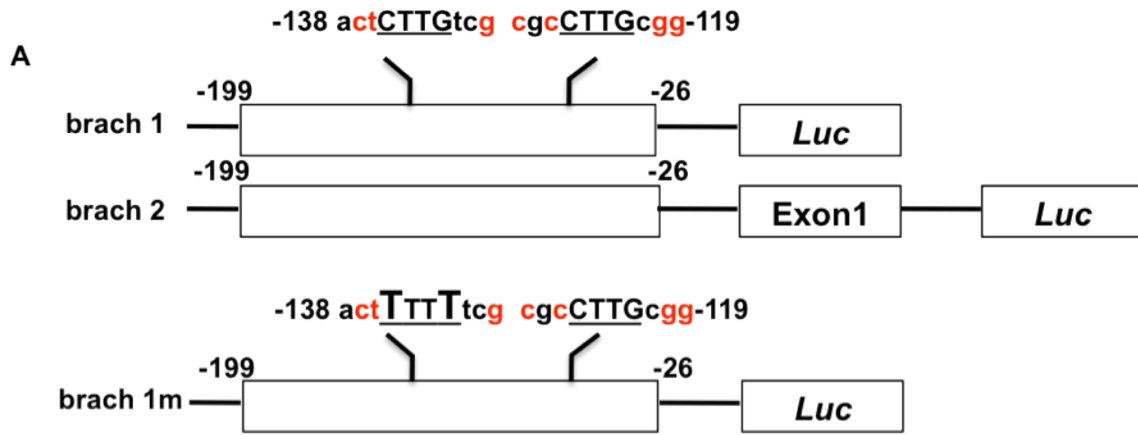 -138 actCTTGtcg cgcCTTGcgg-119
A
-199 -26
brach 1 Luc
-199 -26
brach 2 Exon1 Luc
-138 actTTTTtcg cgcCTTGcgg-119
-199 -26
brach 1m Luc